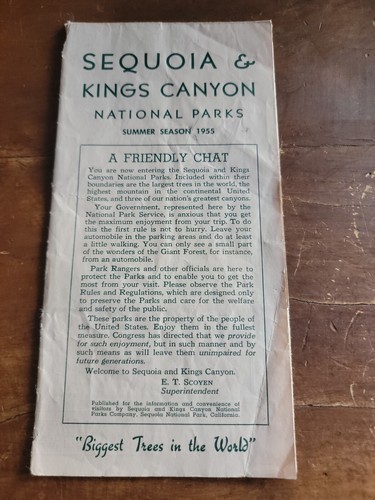 SEQUOIA &
KINGS CANYON
NATIONAL PARKS
SUMMER SEASON 1955
A FRIENDLY CHAT
You are now entering the Sequoia and Kings
Canyon National Parks. Included within their
boundaries are the largest trees in the world, the
highest mountain in the continental United
States, and three of our nation's greatest canyons.
Your Government, represented here by the
National Park Service, is anxious that you get
the maximum enjoyment from your trip. To do
this the first rule is not to hurry. Leave your
automobile in the parking areas and do at least
a little walking. You can only see a small part
of the wonders of the Giant Forest, for instance,
from an automobile.
Park Rangers and other officials are here to
protect the Parks and to enable you to get the
most from your visit. Please observe the Park
Rules and Regulations, which are designed only
to preserve the Parks and care for the welfare
and safety of the public.
These parks are the property of the people of
the United States. Enjoy them in the fullest
measure. Congress has directed that we provide
for such enjoyment, but in such manner and by
such means as will leave them unimpaired for
future generations.
Welcome to Sequoia and Kings Canyon.
E. T. SCOYEN
Superintendent
Published for the information and convenience of
visitors by Sequoia and Kings Canyon National
Parks Company, Sequoia National Park, California.
"Biggest Trees in the World"